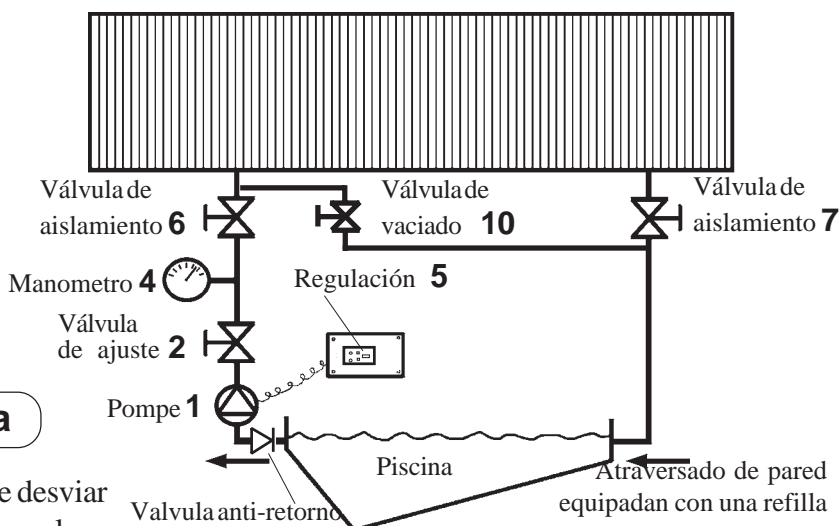 Válvula de aislamiento 6
Válvula de vaciado 10
Válvula de aislamiento 7
Manometro 4
Regulación 5
Válvula de ajuste 2
Pompe 1
a
Piscina
e desviar
Valvula anti-retorno
Atraversado de pared
equipadan con una refilla